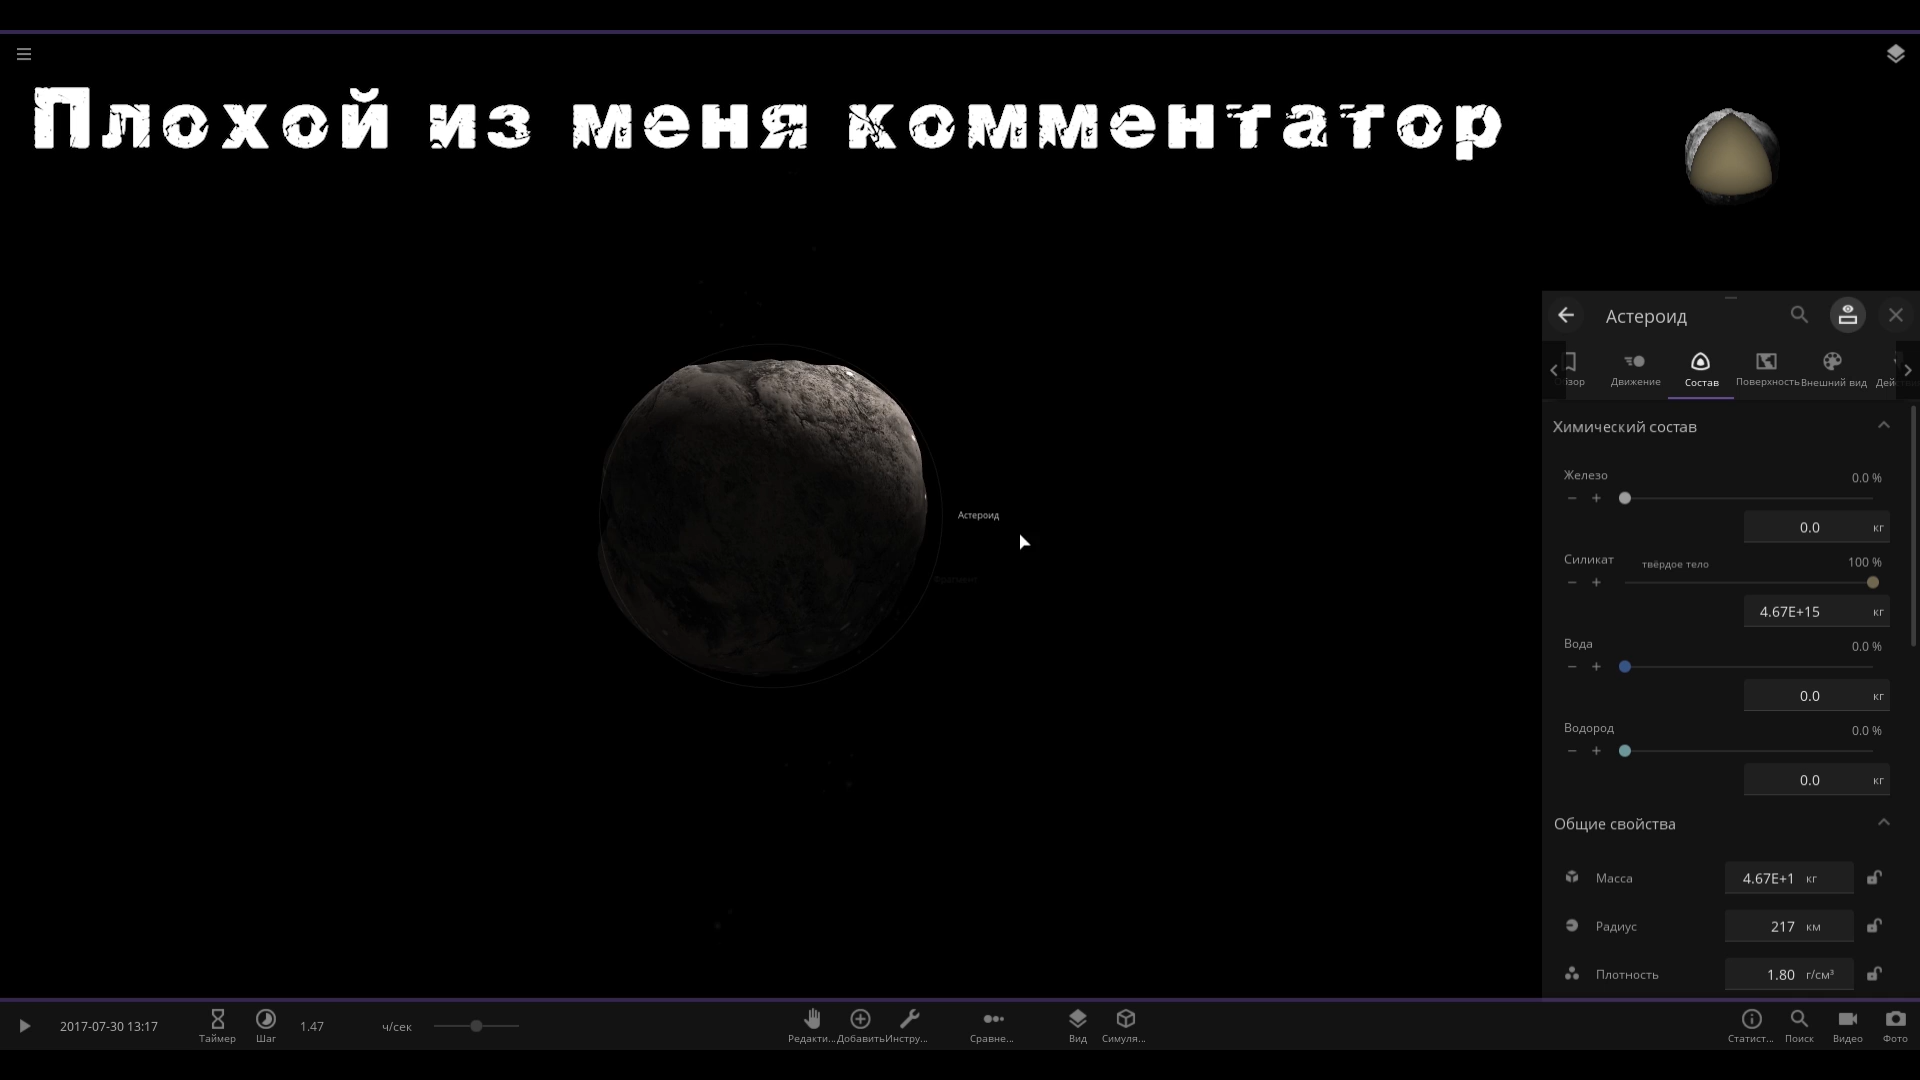 Плохой из меня комментатор
Астероид
зор
Движение
Состав
Поверхность
Внешний вид
Дей
Химический состав
Железо
0.0 %
0.0 кг
Силикат
твёрдое тело
100 %
4.67E+15 кг
Вода
0.0 %
0.0 кг
Водород
0.0 %
0.0 кг
Общие свойства
Масса 4.67E+1 кг
Радиус 217 км
Плотность 1.80 г/см³
Астероид
Фрагмент
2017-07-30 13:17
Таймер
Шаг
1.47 ч/сек
Редакти...
Добавить
Инстру...
Сравне...
Вид
Симуля...
Статист...
Поиск
Видео
Фото